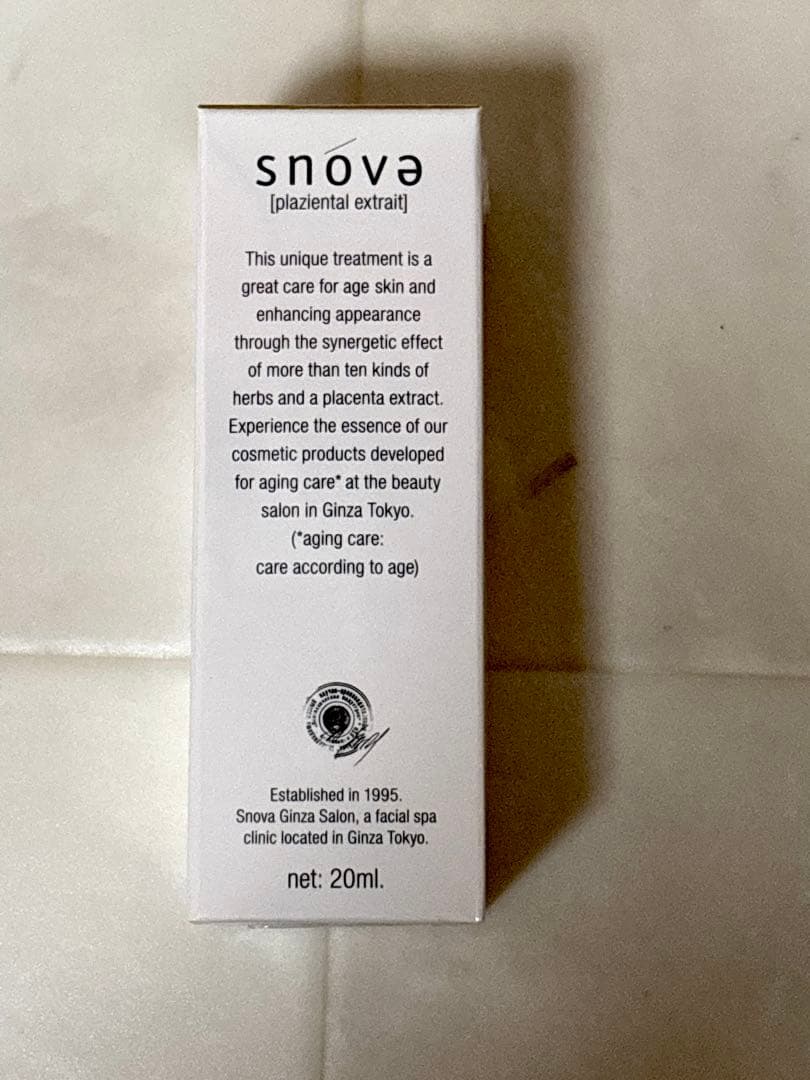 snóvə
[plaziental extrait]
This unique treatment is a
great care for age skin and
enhancing appearance
through the synergetic effect
of more than ten kinds of
herbs and a placenta extract.
Experience the essence of our
cosmetic products developed
for aging care* at the beauty
salon in Ginza Tokyo.
(*aging care:
care according to age)
Established in 1995.
Snova Ginza Salon, a facial spa
clinic located in Ginza Tokyo.
net: 20ml.